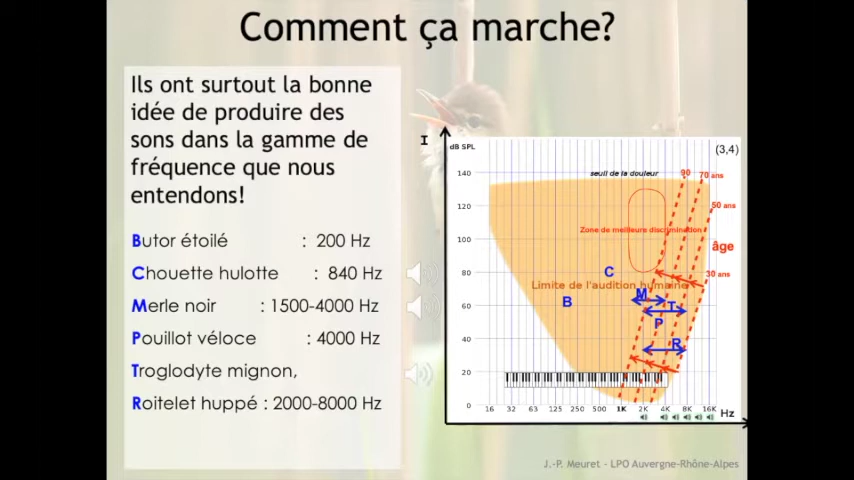 Comment ça marche?
Ils ont surtout la bonne
idée de produire des
sons dans la gamme de
fréquence que nous
entendons!
Butor étoilé : 200 Hz
Chouette hulotte : 840 Hz
Merle noir : 1500-4000 Hz
Pouillot véloce : 4000 Hz
Troglodyte mignon,
Roitelet huppé : 2000-8000 Hz
I
dB SPL
(3,4)
140
120
100
80
60
40
20
0
seuil de la douleur
90
70 ans
50 ans
Zone de meilleure discrimination
âge
30 ans
C
Limite de l'audition humaine
B
M
T
P
R
16 32 63 125 250 500 1K 2K 4K 8K 16K Hz
J.-P. Meuret - LPO Auvergne-Rhône-Alpes